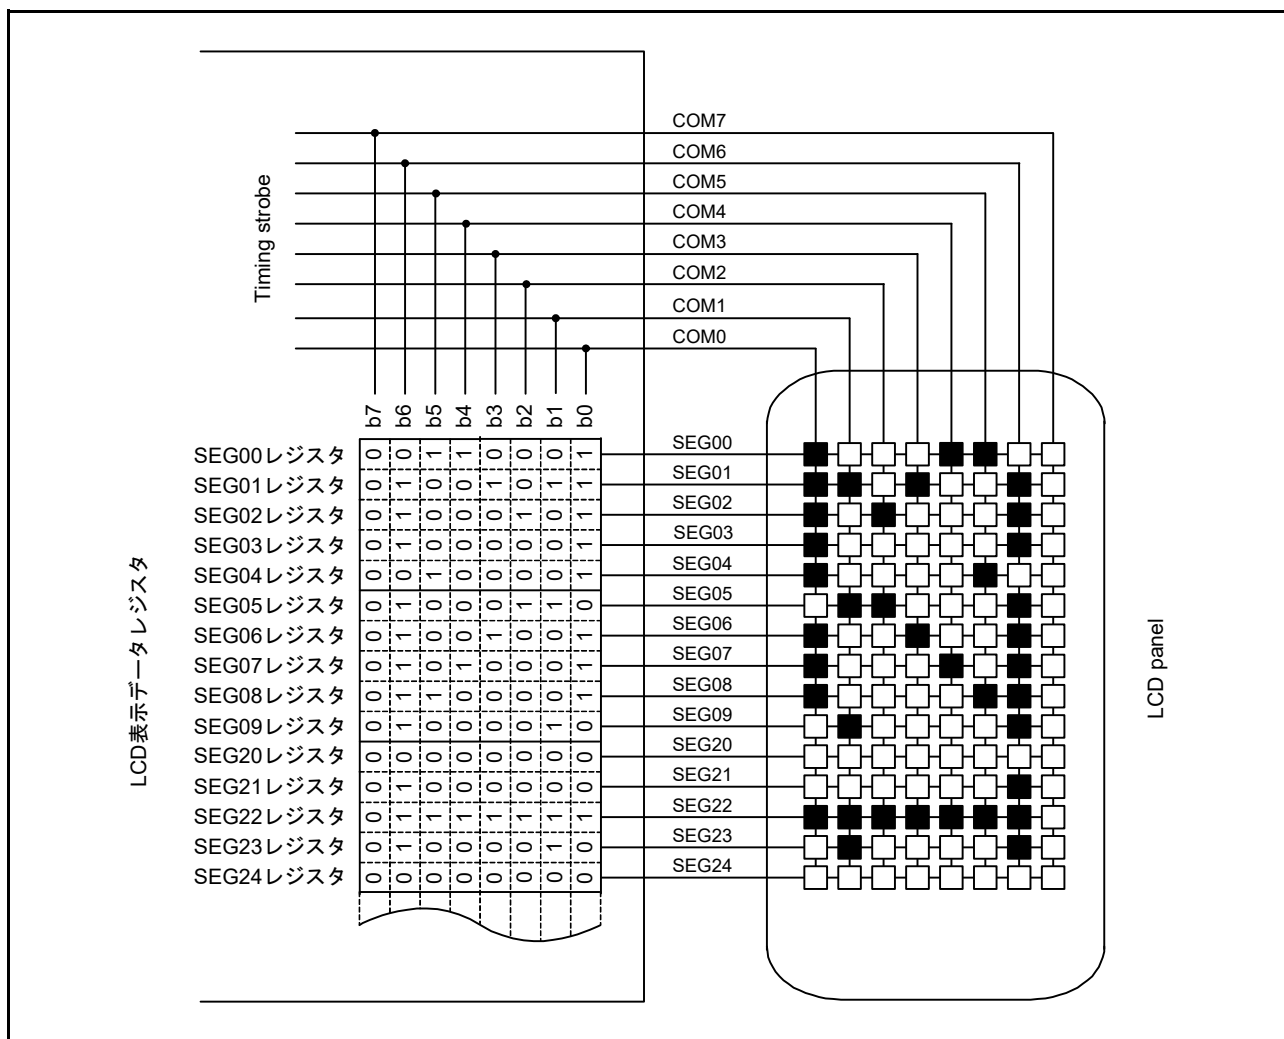 COM7
COM6
COM5
COM4
COM3
COM2
COM1
COM0
Timing strobe
b7 b6 b5 b4 b3 b2 b1 b0
SEG00レジスタ 0 0 1 1 0 0 0 1 SEG00
SEG01レジスタ 0 1 0 0 1 0 1 1 SEG01
SEG02レジスタ 0 1 0 0 0 1 0 1 SEG02
SEG03レジスタ 0 1 0 0 0 0 0 1 SEG03
SEG04レジスタ 0 0 1 0 0 0 0 1 SEG04
SEG05レジスタ 0 1 0 0 0 1 1 0 SEG05
SEG06レジスタ 0 1 0 0 1 0 0 1 SEG06
SEG07レジスタ 0 1 0 1 0 0 0 1 SEG07
SEG08レジスタ 0 1 1 0 0 0 0 1 SEG08
SEG09レジスタ 0 1 0 0 0 0 1 0 SEG09
SEG20レジスタ 0 0 0 0 0 0 0 0 SEG20
SEG21レジスタ 0 1 0 0 0 0 0 0 SEG21
SEG22レジスタ 0 1 1 1 1 1 1 1 SEG22
SEG23レジスタ 0 1 0 0 0 0 1 0 SEG23
SEG24レジスタ 0 0 0 0 0 0 0 0 SEG24
LCD表示データレジスタ
LCD panel